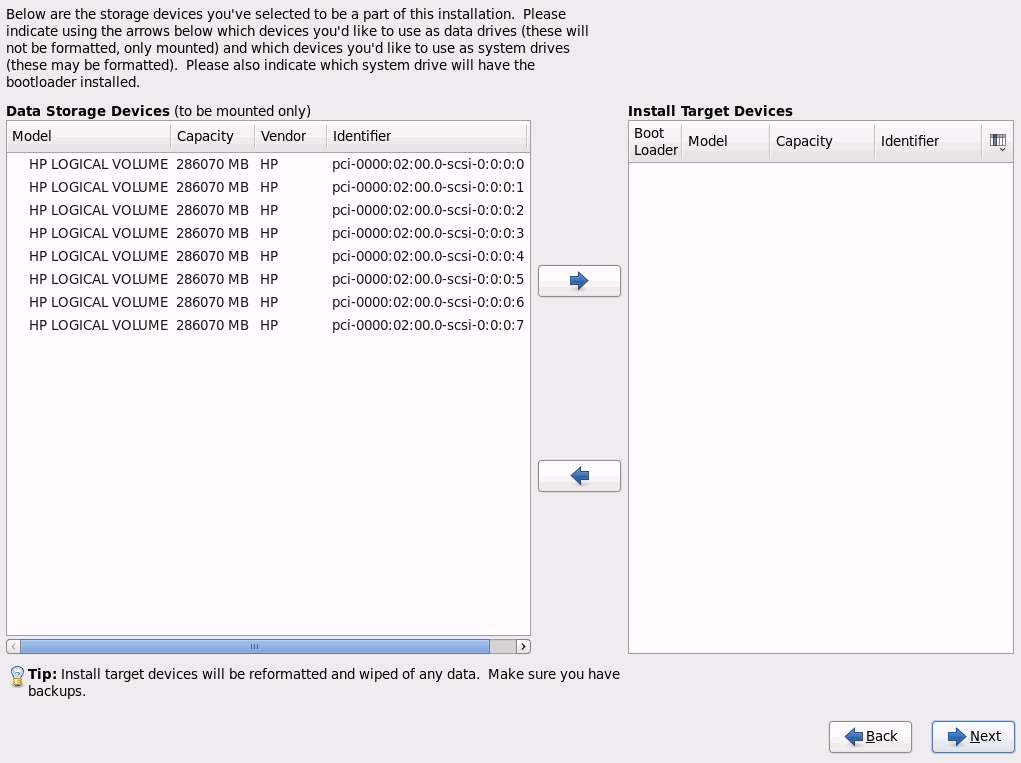 Below are the storage devices you've selected to be a part of this installation.  Please
indicate using the arrows below which devices you'd like to use as data drives (these will
not be formatted, only mounted) and which devices you'd like to use as system drives
(these may be formatted).  Please also indicate which system drive will have the
bootloader installed.
Data Storage Devices (to be mounted only)
Model Capacity Vendor Identifier
HP LOGICAL VOLUME 286070 MB HP pci-0000:02:00.0-scsi-0:0:0:0
HP LOGICAL VOLUME 286070 MB HP pci-0000:02:00.0-scsi-0:0:0:1
HP LOGICAL VOLUME 286070 MB HP pci-0000:02:00.0-scsi-0:0:0:2
HP LOGICAL VOLUME 286070 MB HP pci-0000:02:00.0-scsi-0:0:0:3
HP LOGICAL VOLUME 286070 MB HP pci-0000:02:00.0-scsi-0:0:0:4
HP LOGICAL VOLUME 286070 MB HP pci-0000:02:00.0-scsi-0:0:0:5
HP LOGICAL VOLUME 286070 MB HP pci-0000:02:00.0-scsi-0:0:0:6
HP LOGICAL VOLUME 286070 MB HP pci-0000:02:00.0-scsi-0:0:0:7
Install Target Devices
Boot
Loader Model Capacity Identifier
Tip: Install target devices will be reformatted and wiped of any data.  Make sure you have
backups.
Back Next